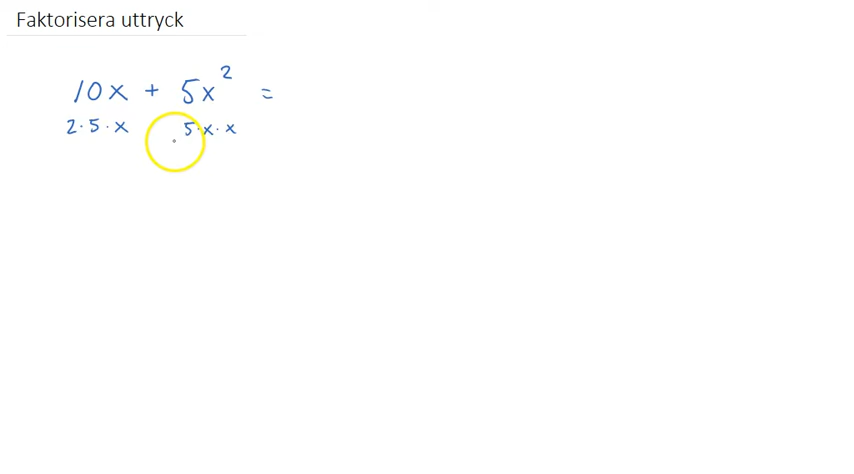 Faktorisera uttryck
10x + 5x² =
2 · 5 · x 5 · x · x